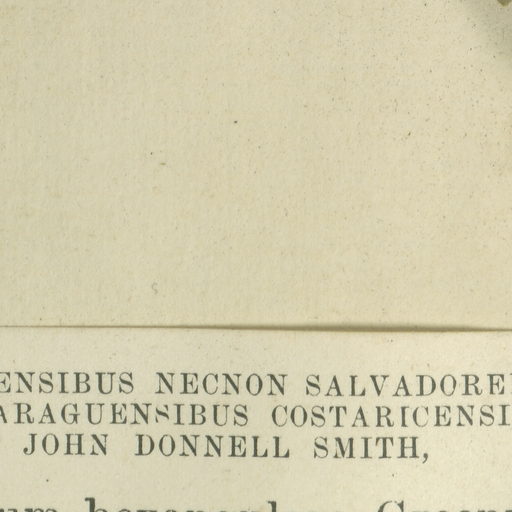 ENSIBUS NECNON SALVADORE
ARAGUENSIBUS COSTARICENSI
JOHN DONNELL SMITH,